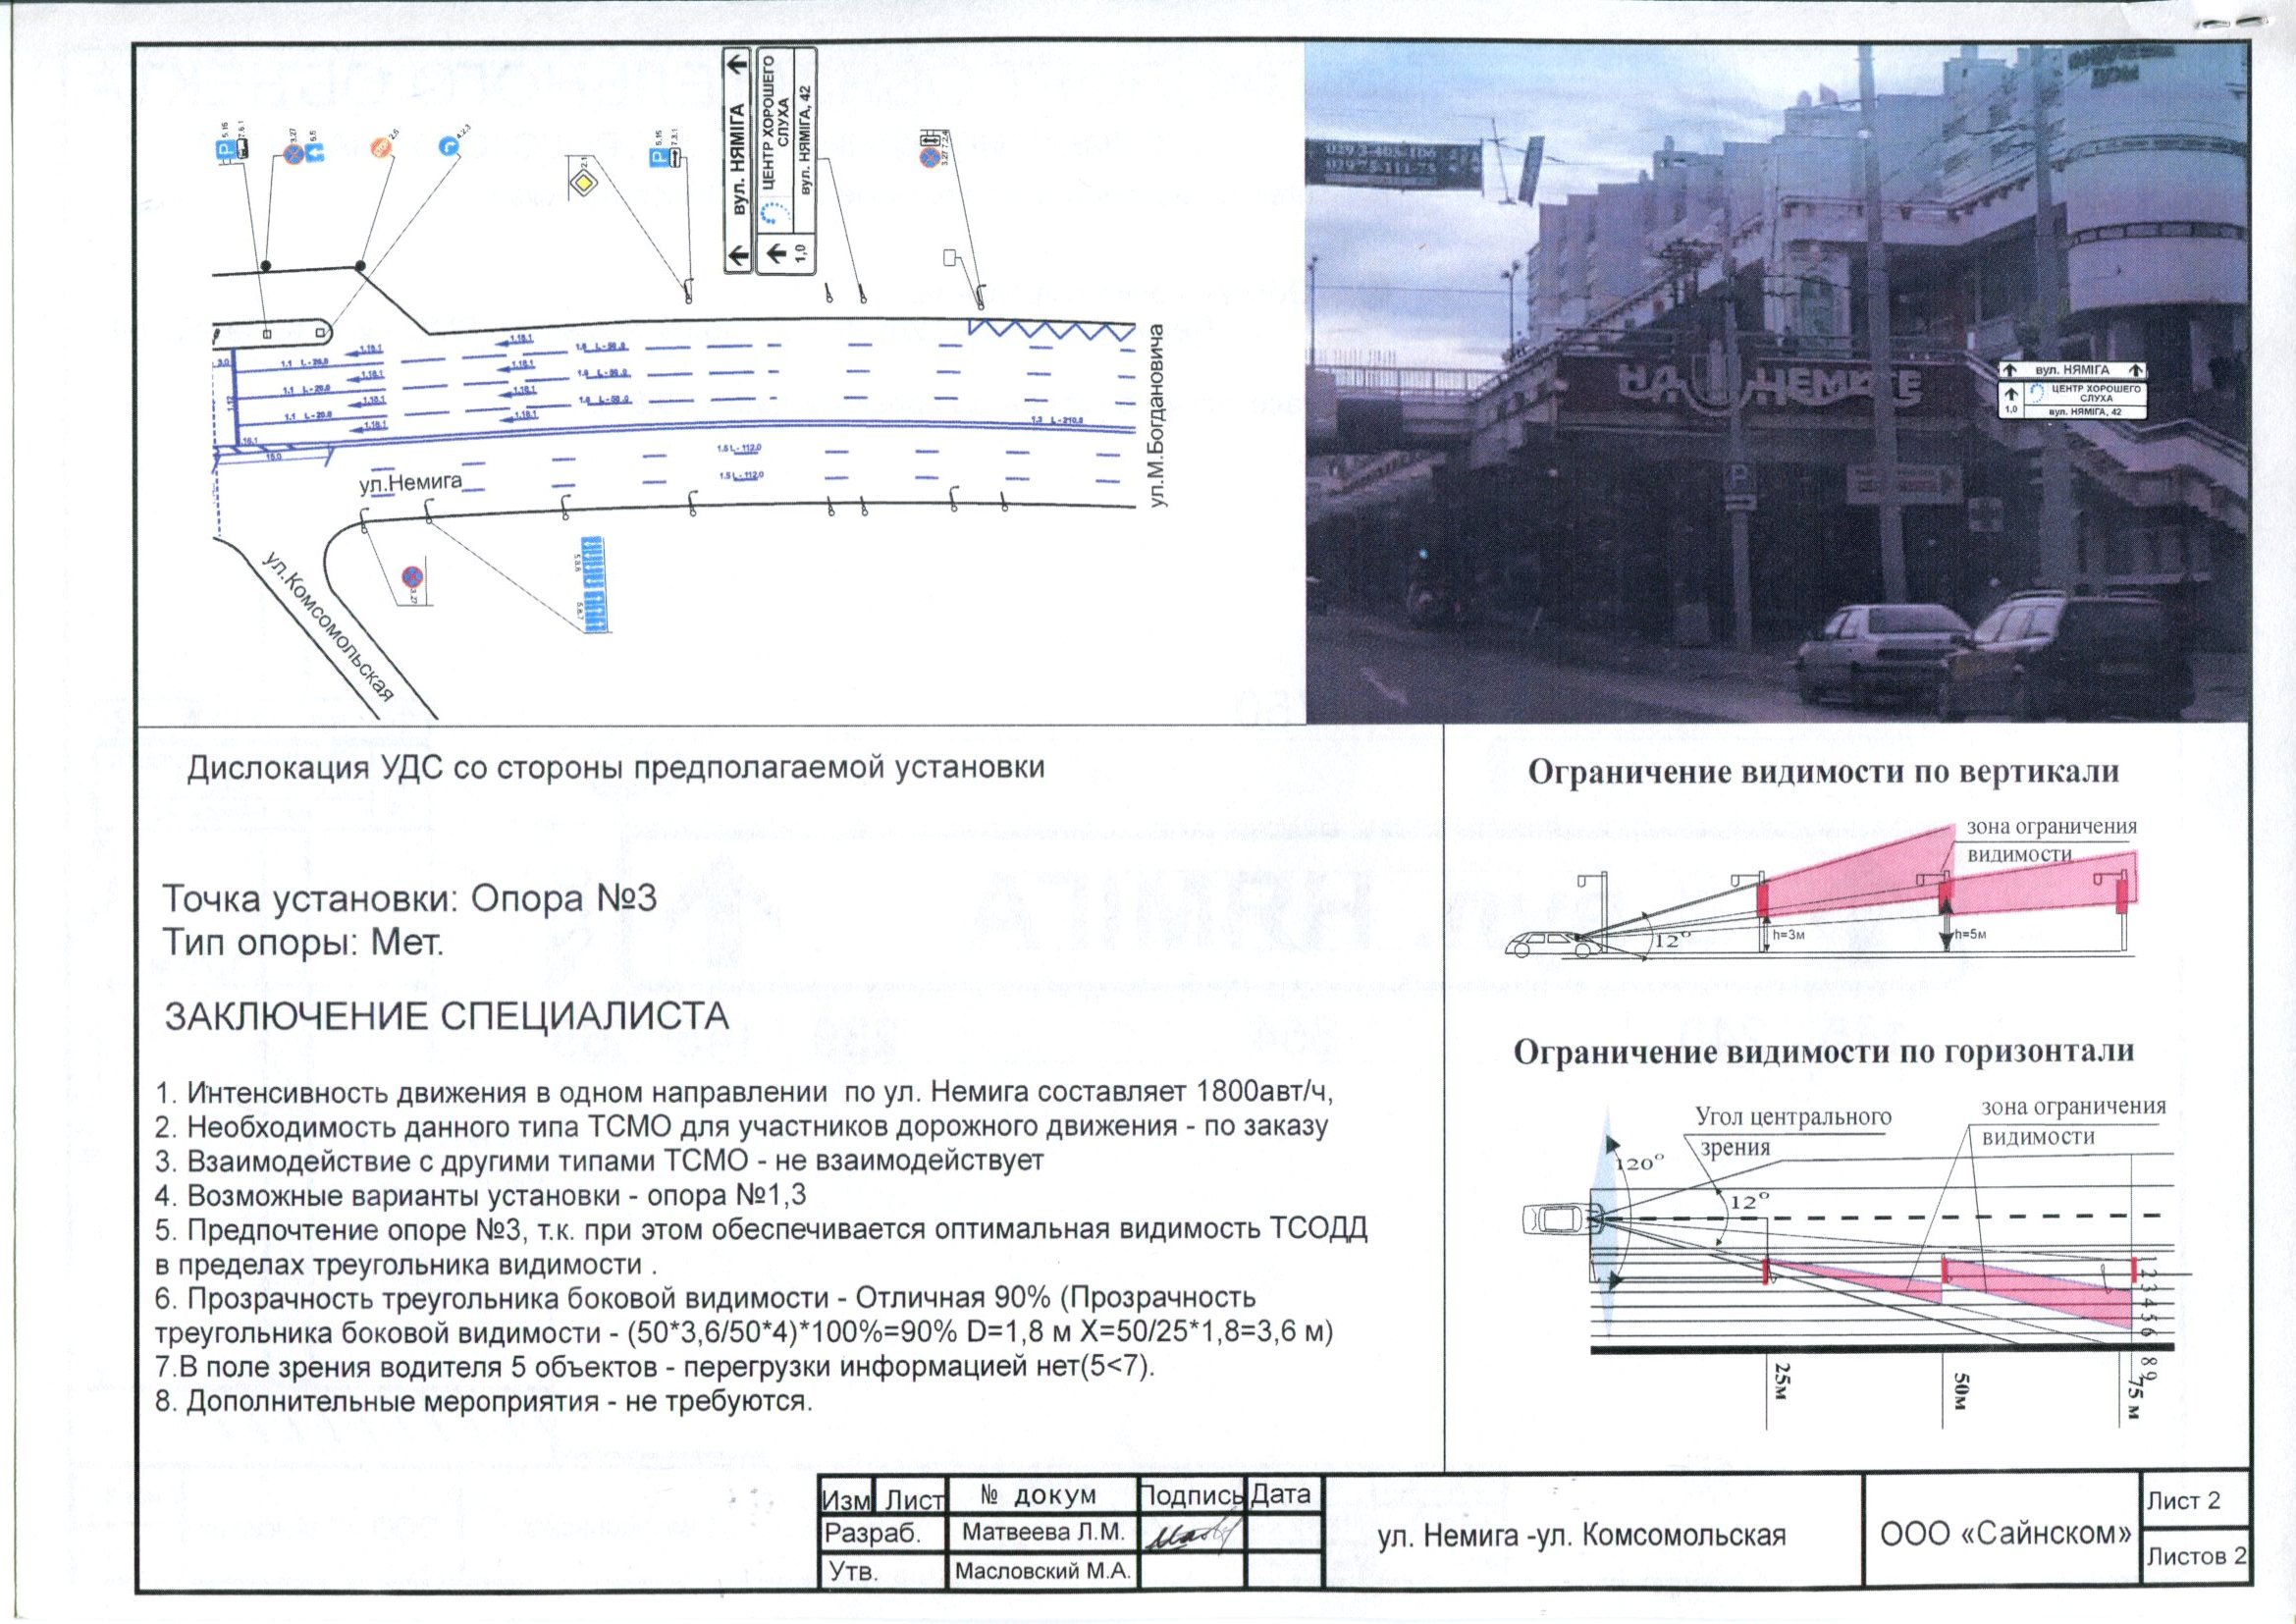 вул. НЯМІГА
ЦЕНТР ХОРОШЕГО
СЛУХА
1,0
вул. НЯМІГА, 42
5.15
7.6.1
3.27
5.5
STOP
2.5
4.2.3
2.1
5.15
7.3.1
3.27 7.2.4
3,0
1.1 L-20,0
1.1 L-20,0
1.1 L-20,0
1.18.1
1.18.1
1.18.1
1.18.1
1.18.1
1.18.1
1.18.1
1.18.1
1.6 L-50,0
1.6 L-50,0
1.6 L-50,0
1.12
1.3 L-210,0
16.1
15.0
1.5 L-112,0
1.5 L-112,0
ул.Немига
ул.М.Богдановича
ул.Комсомольская
3.27
5.8.8
5.8.7
НА НЕМИГЕ
ДОМ
P
вул. НЯМІГА
ЦЕНТР ХОРОШЕГО
СЛУХА
1,0
вул. НЯМІГА, 42
Дислокация УДС со стороны предполагаемой установки
Точка установки: Опора №3
Тип опоры: Мет.
ЗАКЛЮЧЕНИЕ СПЕЦИАЛИСТА
1. Интенсивность движения в одном направлении по ул. Немига составляет 1800авт/ч,
2. Необходимость данного типа ТСМО для участников дорожного движения - по заказу
3. Взаимодействие с другими типами ТСМО - не взаимодействует
4. Возможные варианты установки - опора №1,3
5. Предпочтение опоре №3, т.к. при этом обеспечивается оптимальная видимость ТСОДД
в пределах треугольника видимости .
6. Прозрачность треугольника боковой видимости - Отличная 90% (Прозрачность
треугольника боковой видимости - (50*3,6/50*4)*100%=90% D=1,8 м X=50/25*1,8=3,6 м)
7.В поле зрения водителя 5 объектов - перегрузки информацией нет(5<7).
8. Дополнительные мероприятия - не требуются.
Ограничение видимости по вертикали
зона ограничения
видимости
12°
h=3м
h=5м
Ограничение видимости по горизонтали
Угол центрального
зрения
зона ограничения
видимости
120°
12°
1 2 3 4 5 6 8 9
25м
50м
75 м
Изм Лист № докум Подпись Дата
Разраб. Матвеева Л.М.
Утв. Масловский М.А.
ул. Немига -ул. Комсомольская
ООО «Сайнском»
Лист 2
Листов 2